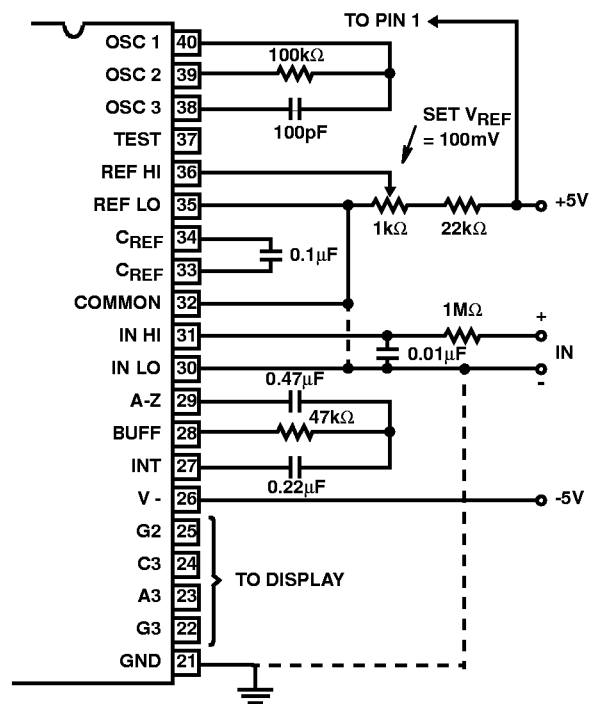 TO PIN 1
OSC 1 40
100kΩ
OSC 2 39
OSC 3 38
100pF
SET VREF
= 100mV
TEST 37
REF HI 36
REF LO 35
1kΩ
22kΩ
+5V
CREF 34
0.1µF
CREF 33
COMMON 32
1MΩ
+
IN HI 31
0.01µF
IN
IN LO 30
-
0.47µF
A-Z 29
47kΩ
BUFF 28
INT 27
0.22µF
V - 26
-5V
G2 25
C3 24
TO DISPLAY
A3 23
G3 22
GND 21